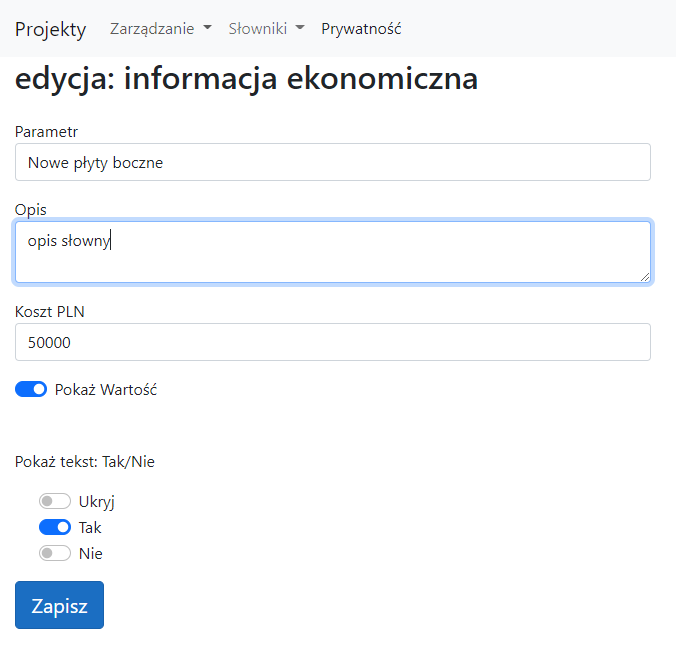 Projekty Zarządzanie Słowniki Prywatność
edycja: informacja ekonomiczna
Parametr
Nowe płyty boczne
Opis
opis słowny
Koszt PLN
50000
Pokaż Wartość
Pokaż tekst: Tak/Nie
Ukryj
Tak
Nie
Zapisz